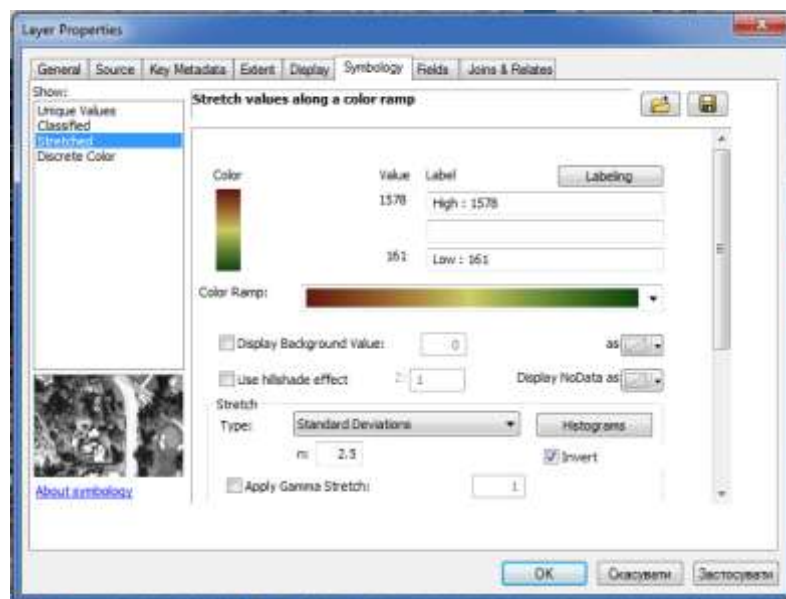 Layer Properties
General Source Key Metadata Extent Display Symbology Fields Joins & Relates
Show:
Unique Values
Classified
Stretched
Discrete Color
Stretch values along a color ramp
Color Value Label Labeling
1578 High : 1578
161 Low : 161
Color Ramp:
Display Background Value: 0 as
Use hillshade effect Z: 1 Display NoData as
Stretch
Type: Standard Deviations Histograms
n: 2.5 Invert
Apply Gamma Stretch: 1
About symbology
OK Скасувати Застосувати